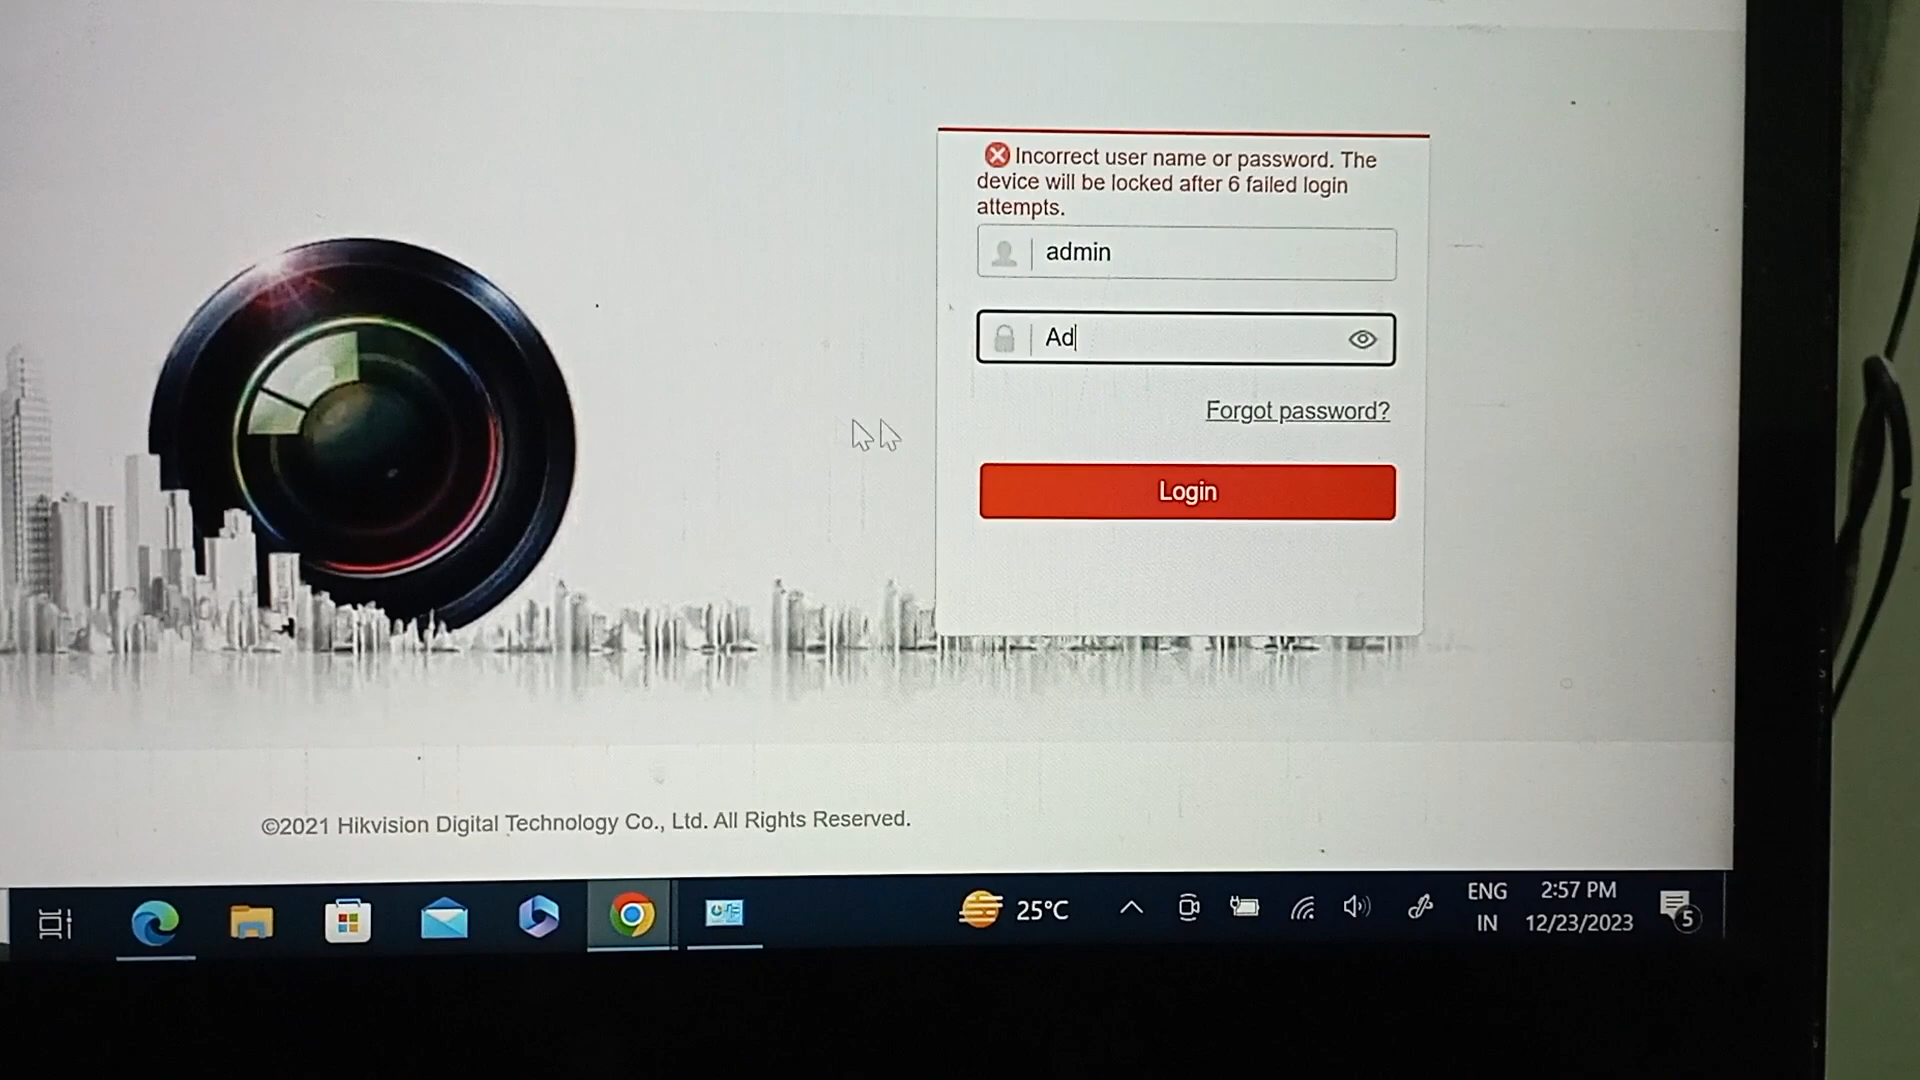 Incorrect user name or password. The
device will be locked after 6 failed login
attempts.
admin
Ad
Forgot password?
Login
©2021 Hikvision Digital Technology Co., Ltd. All Rights Reserved.
25°C
ENG
IN
2:57 PM
12/23/2023
5